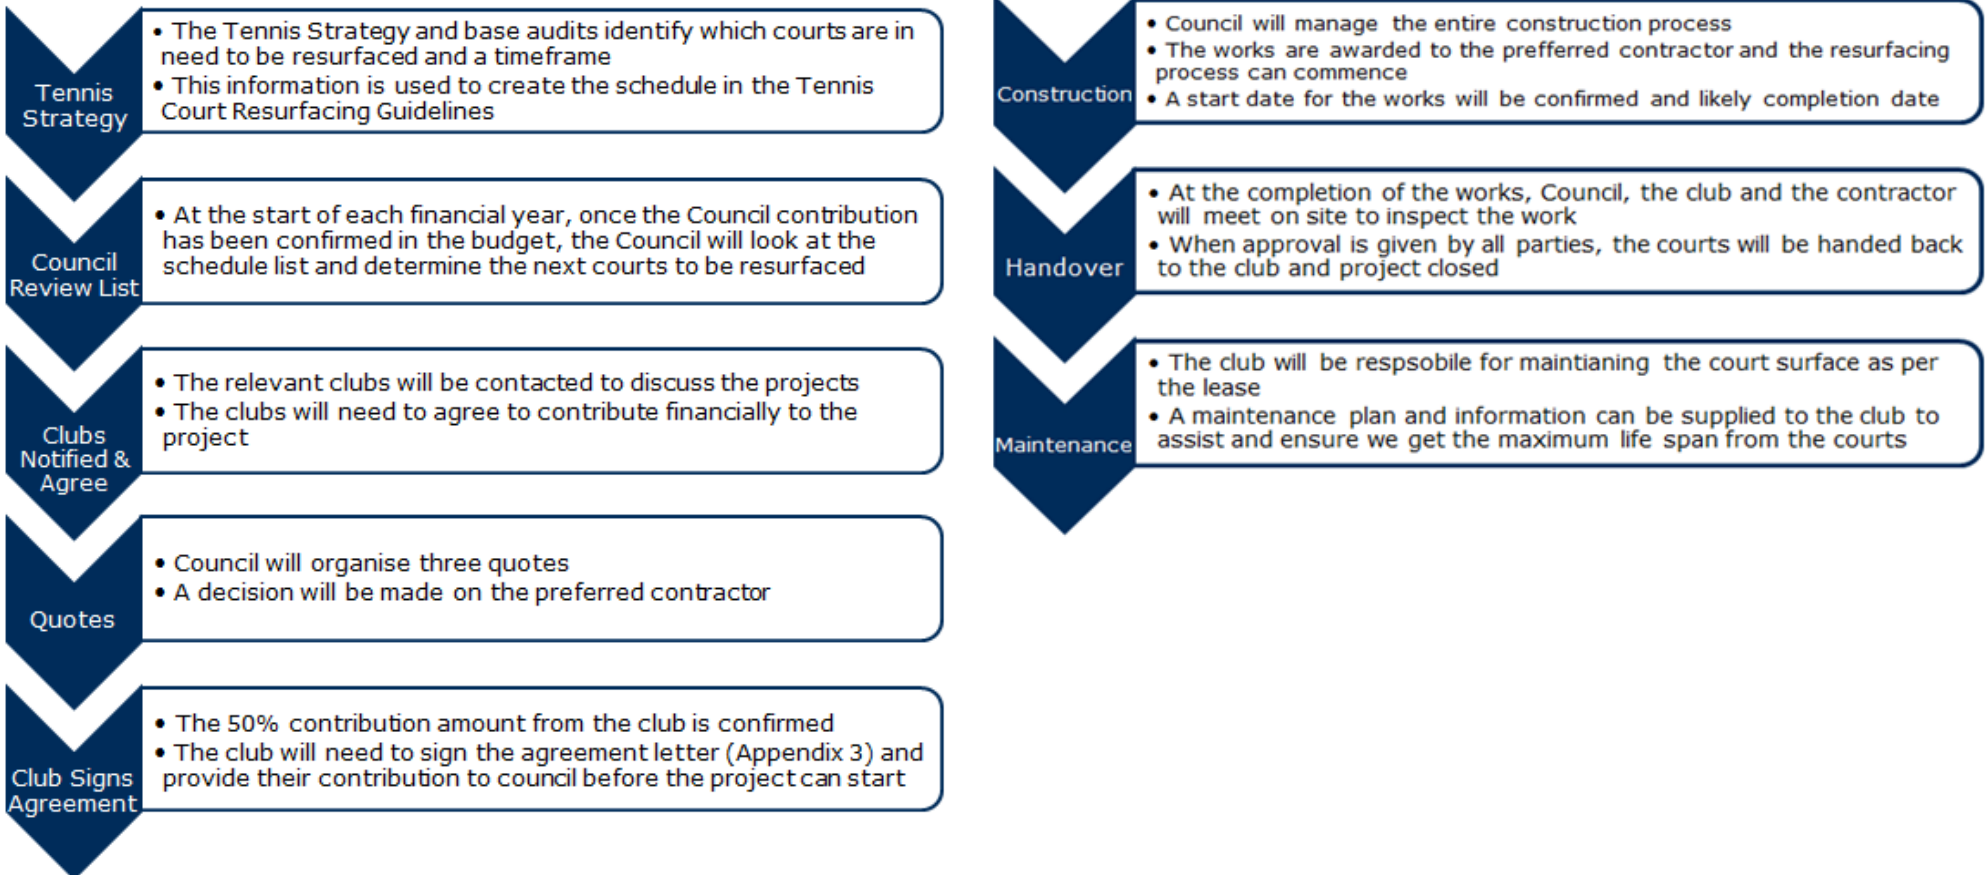 Tennis
Strategy
• The Tennis Strategy and base audits identify which courts are in
need to be resurfaced and a timeframe
• This information is used to create the schedule in the Tennis
Court Resurfacing Guidelines
Council
Review List
• At the start of each financial year, once the Council contribution
has been confirmed in the budget, the Council will look at the
schedule list and determine the next courts to be resurfaced
Clubs
Notified &
Agree
• The relevant clubs will be contacted to discuss the projects
• The clubs will need to agree to contribute financially to the
project
Quotes
• Council will organise three quotes
• A decision will be made on the preferred contractor
Club Signs
Agreement
• The 50% contribution amount from the club is confirmed
• The club will need to sign the agreement letter (Appendix 3) and
provide their contribution to council before the project can start
Construction
• Council will manage the entire construction process
• The works are awarded to the prefferred contractor and the resurfacing
process can commence
• A start date for the works will be confirmed and likely completion date
Handover
• At the completion of the works, Council, the club and the contractor
will meet on site to inspect the work
• When approval is given by all parties, the courts will be handed back
to the club and project closed
Maintenance
• The club will be respsobile for maintianing the court surface as per
the lease
• A maintenance plan and information can be supplied to the club to
assist and ensure we get the maximum life span from the courts